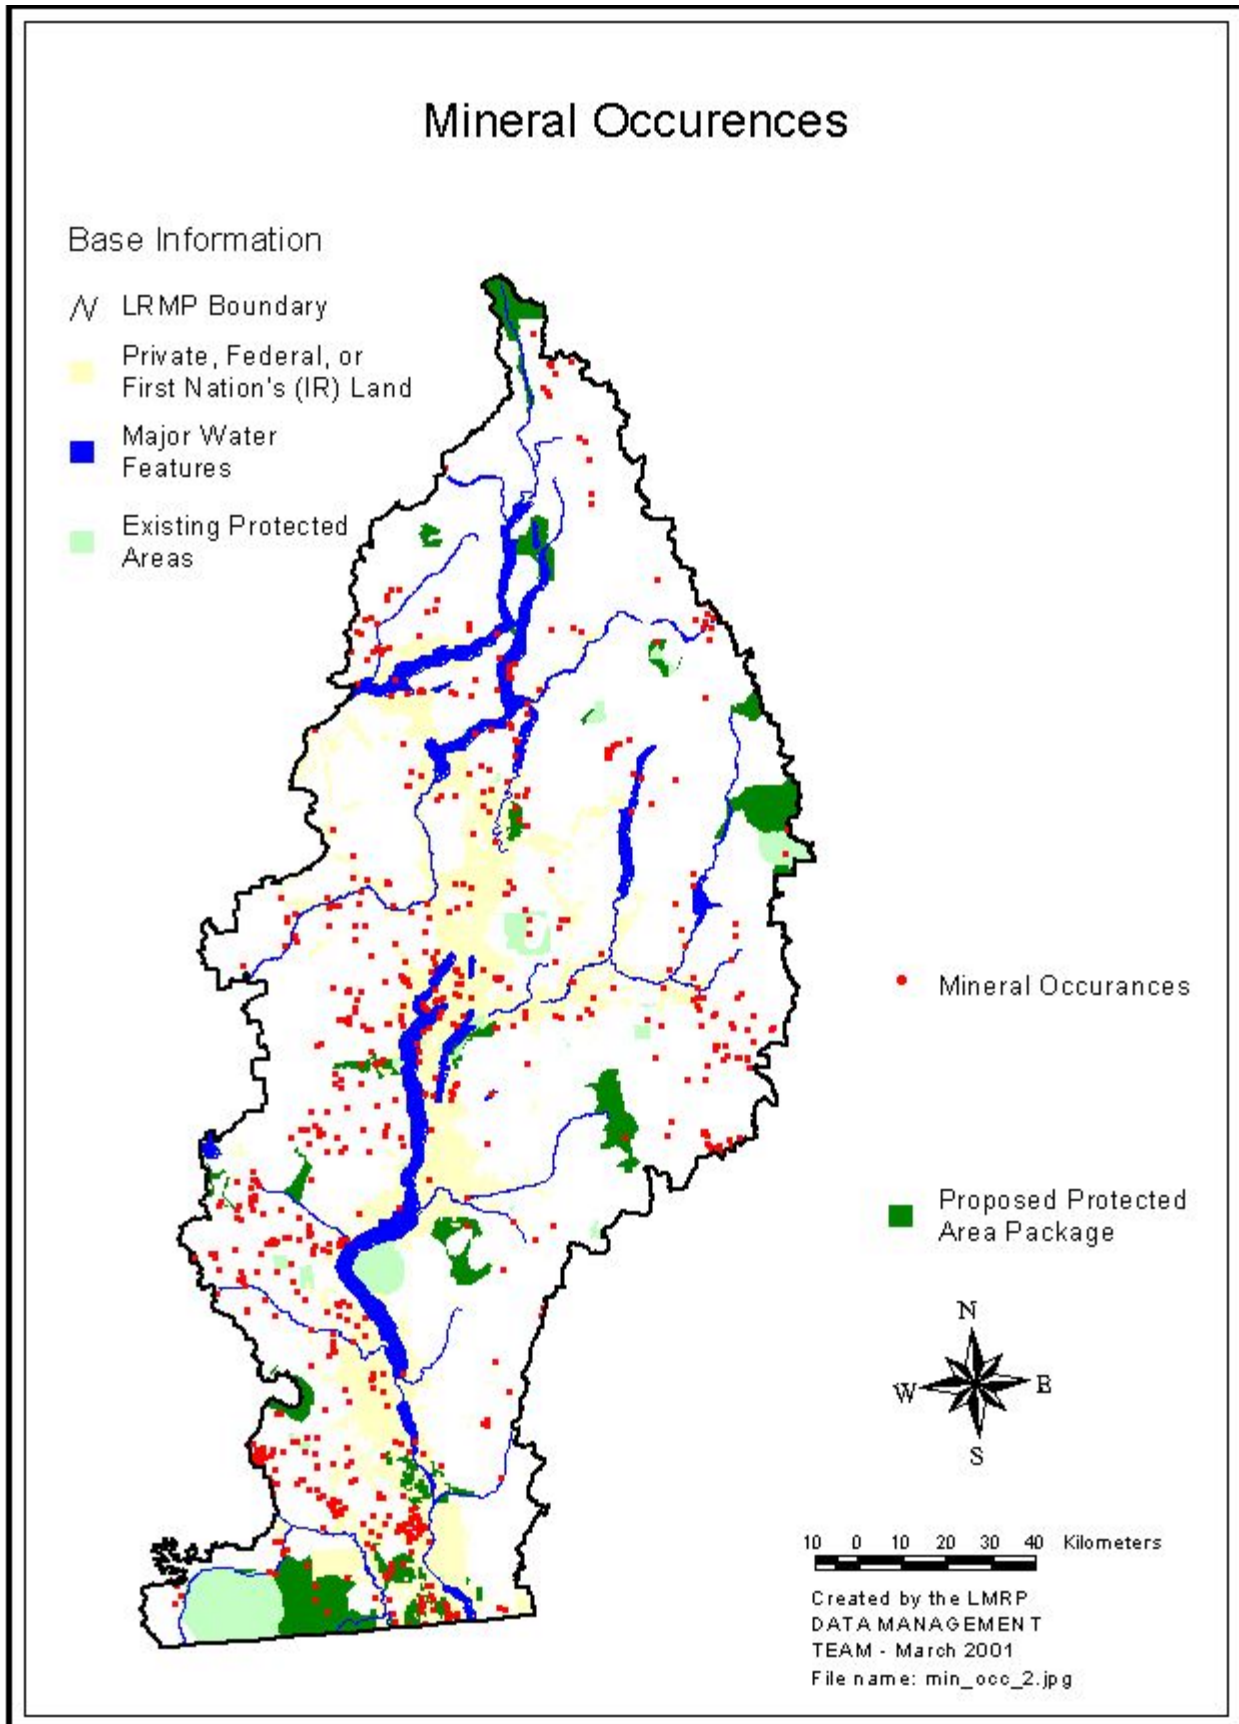 Mineral Occurences
Base Information
LRMP Boundary
Private, Federal, or
First Nation's (IR) Land
Major Water
Features
Existing Protected
Areas
Mineral Occurances
Proposed Protected
Area Package
N
W E
S
10 0 10 20 30 40 Kilometers
Created by the LMRP
DATA MANAGEMENT
TEAM - March 2001
File name: min_occ_2.jpg